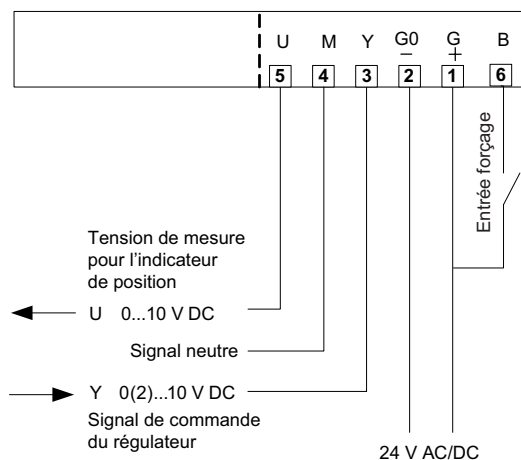 U M Y G0 G B
– +
5 4 3 2 1 6
Entrée forçage
Tension de mesure
pour l'indicateur
de position
U 0...10 V DC
Signal neutre
Y 0(2)...10 V DC
Signal de commande
du régulateur
24 V AC/DC